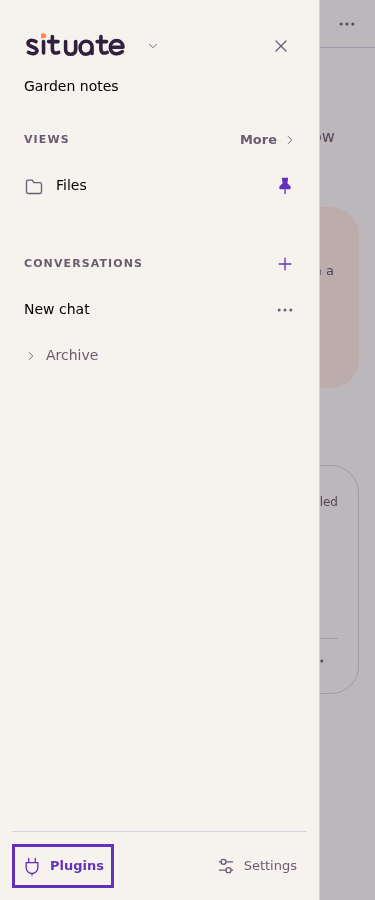 situate
Garden notes
VIEWS
More
Files
CONVERSATIONS
New chat
Archive
Plugins
Settings